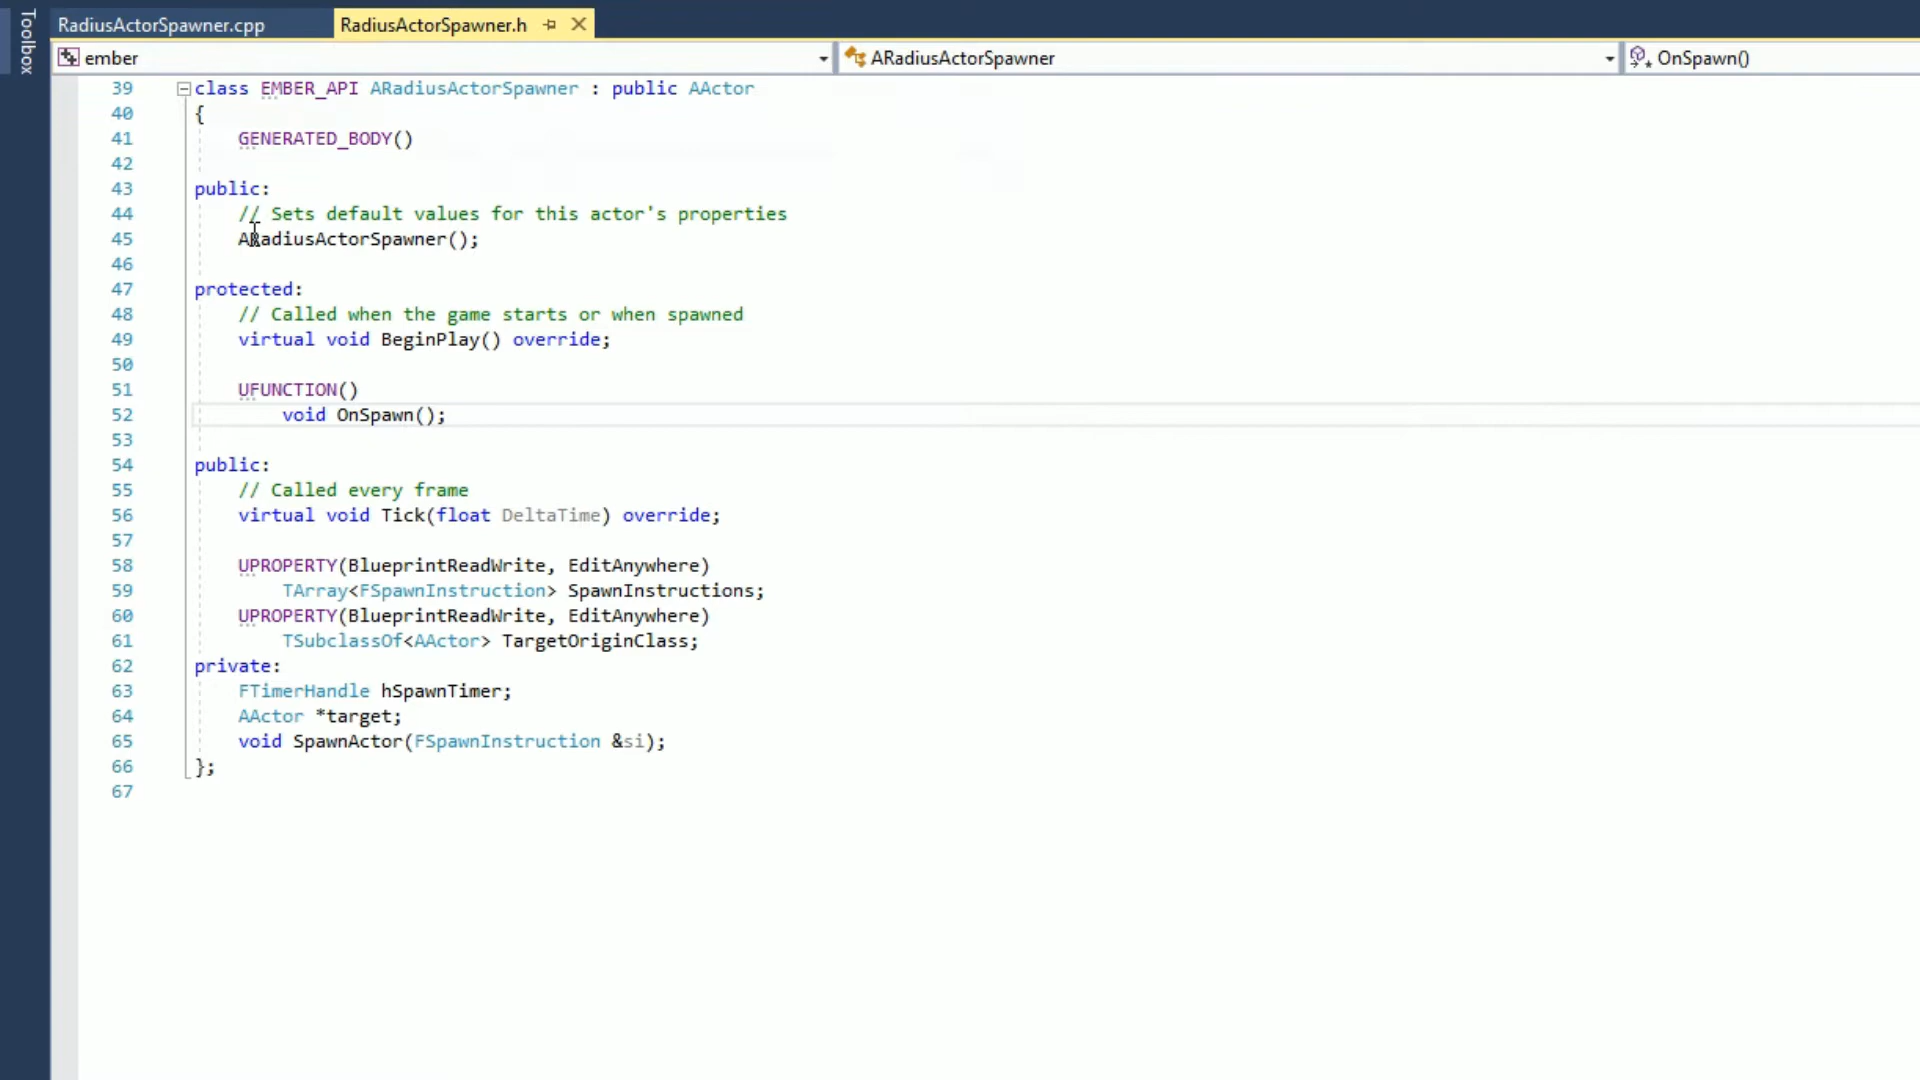 Toolbox
RadiusActorSpawner.cpp
RadiusActorSpawner.h
ember
ARadiusActorSpawner
OnSpawn()
39 class EMBER_API ARadiusActorSpawner : public AActor
40 {
41 GENERATED_BODY()
42
43 public:
44 // Sets default values for this actor's properties
45 ARadiusActorSpawner();
46
47 protected:
48 // Called when the game starts or when spawned
49 virtual void BeginPlay() override;
50
51 UFUNCTION()
52 void OnSpawn();
53
54 public:
55 // Called every frame
56 virtual void Tick(float DeltaTime) override;
57
58 UPROPERTY(BlueprintReadWrite, EditAnywhere)
59 TArray<FSpawnInstruction> SpawnInstructions;
60 UPROPERTY(BlueprintReadWrite, EditAnywhere)
61 TSubclassOf<AActor> TargetOriginClass;
62 private:
63 FTimerHandle hSpawnTimer;
64 AActor *target;
65 void SpawnActor(FSpawnInstruction &si);
66 };
67